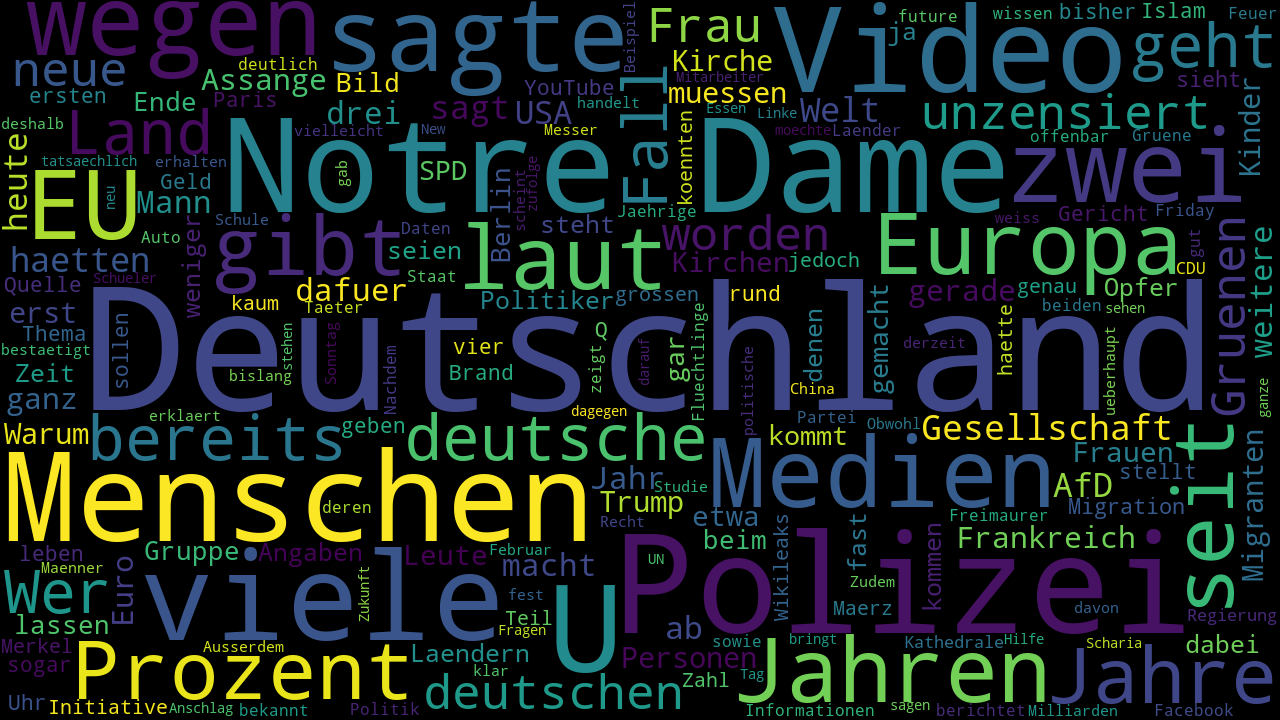 wegen
sagte
Frau
Video
future
wissen
bisher
Islam
Feuer
ja
geht
neue
deutlich
Assange
Bild
Beispiel
Kirche
Mitarbeiter
muessen
sieht
ersten
Ende
Paris
drei
sagt
YouTube
USA
handelt
Fall
Essen
Linke
Welt
unzensiert
Kinder
deshalb
Land
vielleicht
New
Messer
koennten
moechte
Laender
offenbar
Gruene
heute
tatsaechlich
erhalten
Notre
Dame
zwei
EU
neu
Mann
Geld
gab
SPD
Berlin
scheint
zufolge
Jaehrige
Schule
Auto
weniger
gibt
Daten
steht
laut
worden
weiss
Gericht
Friday
Europa
gut
Gruenen
weitere
haetten
seien
Kirchen
jedoch
CDU
Quelle
Schueler
Staat
dafuer
Politiker
grossen
rund
gerade
genau
Opfer
erst
kaum
Taeter
beiden
sehen
Thema
sollen
Deutschland
stehen
Sonntag
vier
Q
zeigt
darauf
gar
Fluechtlinge
denen
gemacht
derzeit
haette
ueberhaupt
bestaetigt
Zeit
bislang
Nachdem
Brand
politische
China
ganze
ganz
erklaert
geben
dagegen
Partei
Obwohl
Gesellschaft
Warum
bereits
deutsche
kommt
Frauen
seit
Menschen
deren
Jahr
Studie
Medien
AfD
stellt
Migranten
Trump
Migration
Recht
etwa
Freimaurer
leben
Gruppe
Angaben
Leute
Februar
macht
beim
Wikileaks
fast
Frankreich
Maenner
wer
Euro
viele
Zukunft
fest
U
UN
Polizei
Zudem
kommen
lassen
Teil
Fragen
ab
Maerz
davon
Regierung
Merkel
sogar
Ausserdem
Laendern
sowie
bringt
Kathedrale
Hilfe
Scharia
dabei
Prozent
klar
Personen
Tag
Jahren
Jahre
Uhr
Initiative
Anschlag
bekannt
Politik
deutschen
Zahl
Informationen
sagen
berichtet
Milliarden
Facebook